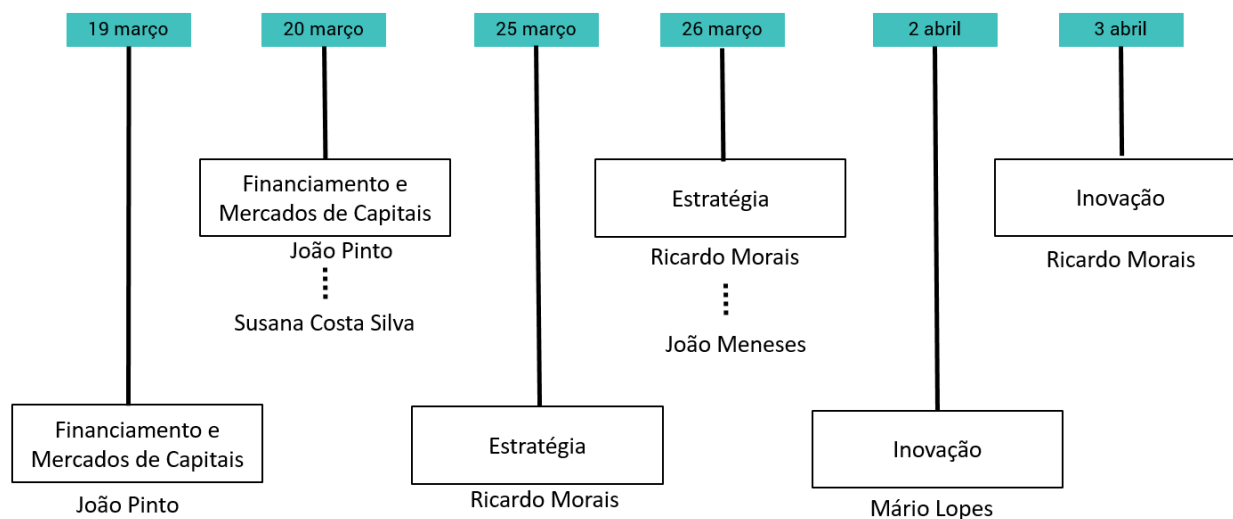 19 março
20 março
25 março
26 março
2 abril
3 abril
Financiamento e
Mercados de Capitais
João Pinto
Susana Costa Silva
Estratégia
Ricardo Morais
João Meneses
Inovação
Ricardo Morais
Financiamento e
Mercados de Capitais
João Pinto
Estratégia
Ricardo Morais
Inovação
Mário Lopes